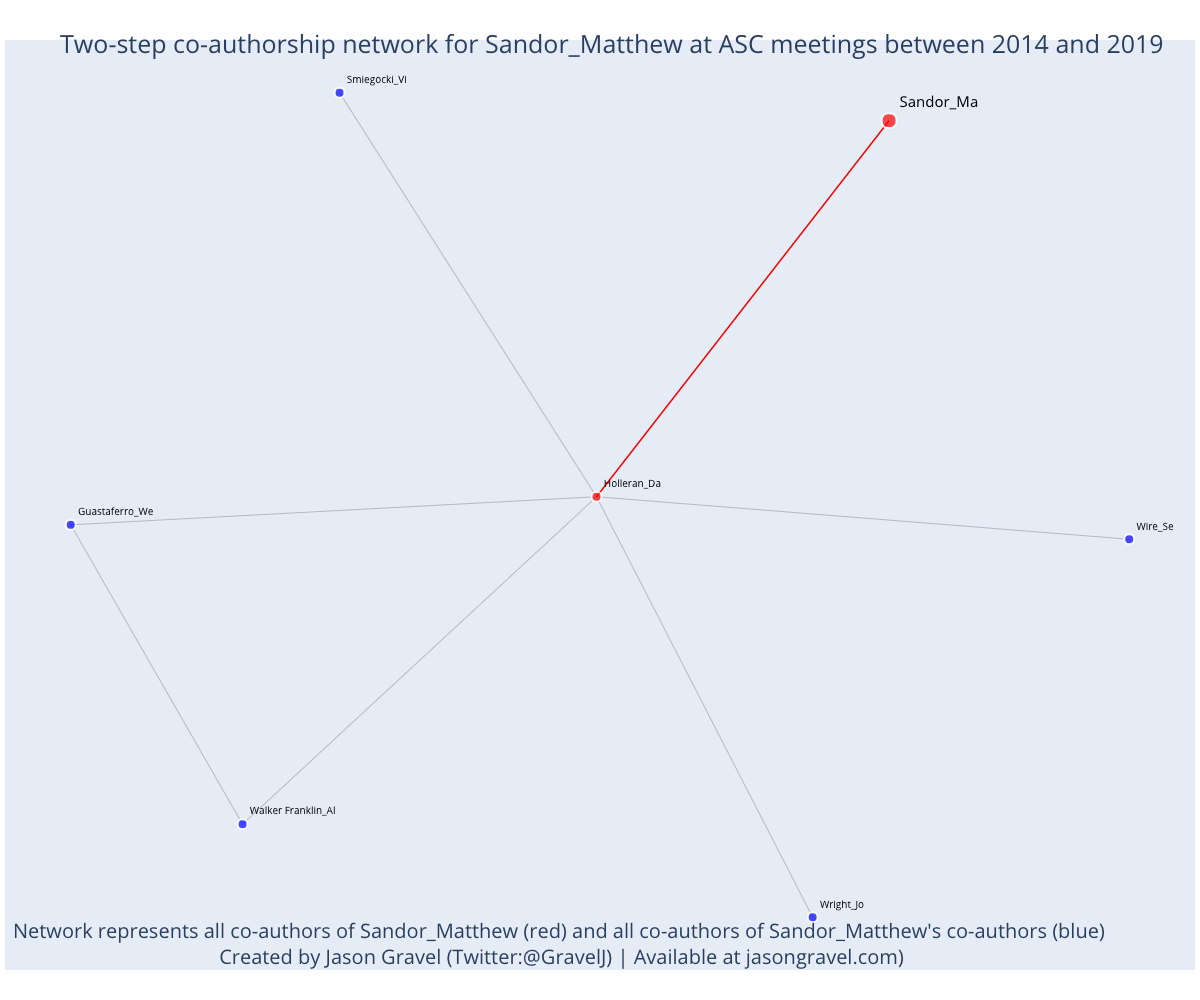 Two-step co-authorship network for Sandor_Matthew at ASC meetings between 2014 and 2019
Smiegocki_Vi
Sandor_Ma
Holleran_Da
Guastaferro_We
Wire_Se
Walker Franklin_Al
Wright_Jo
Network represents all co-authors of Sandor_Matthew (red) and all co-authors of Sandor_Matthew's co-authors (blue)
Created by Jason Gravel (Twitter:@GravelJ) | Available at jasongravel.com)